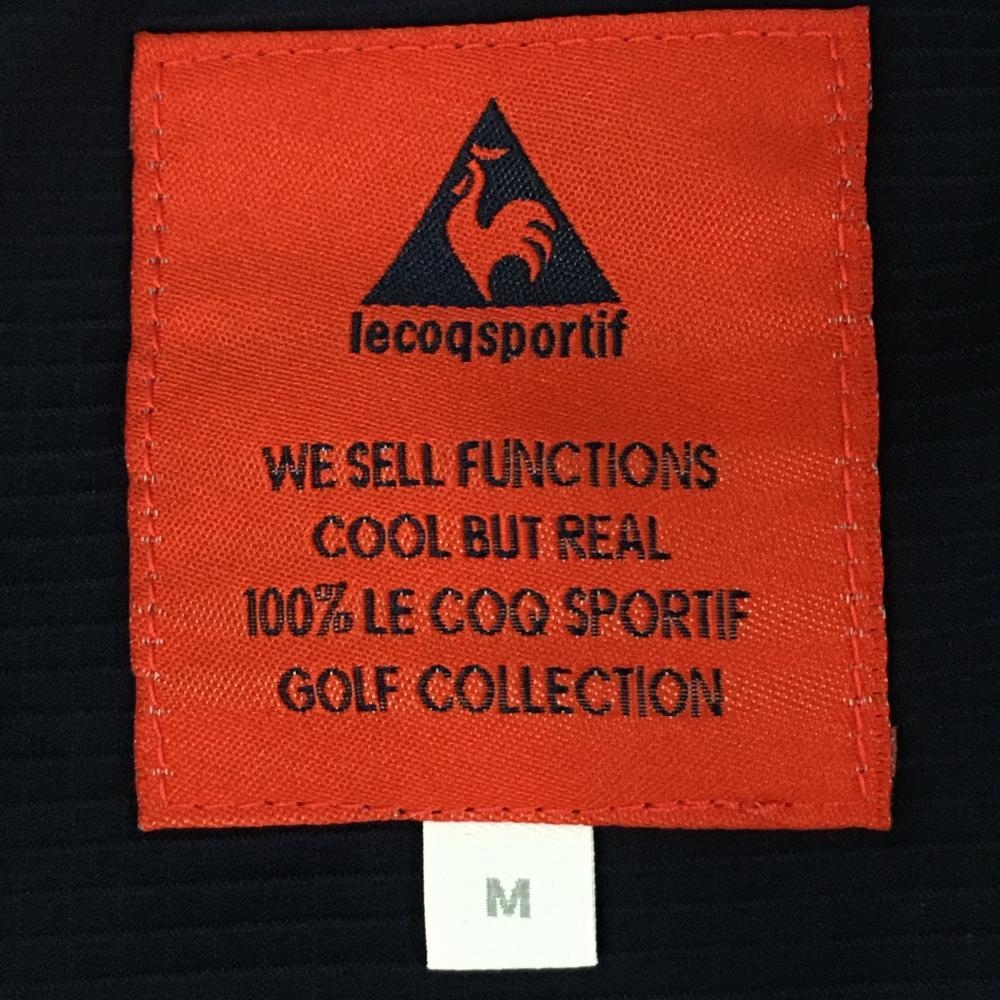 lecoqsportif
WE SELL FUNCTIONS
COOL BUT REAL
100% LE COQ SPORTIF
GOLF COLLECTION
M